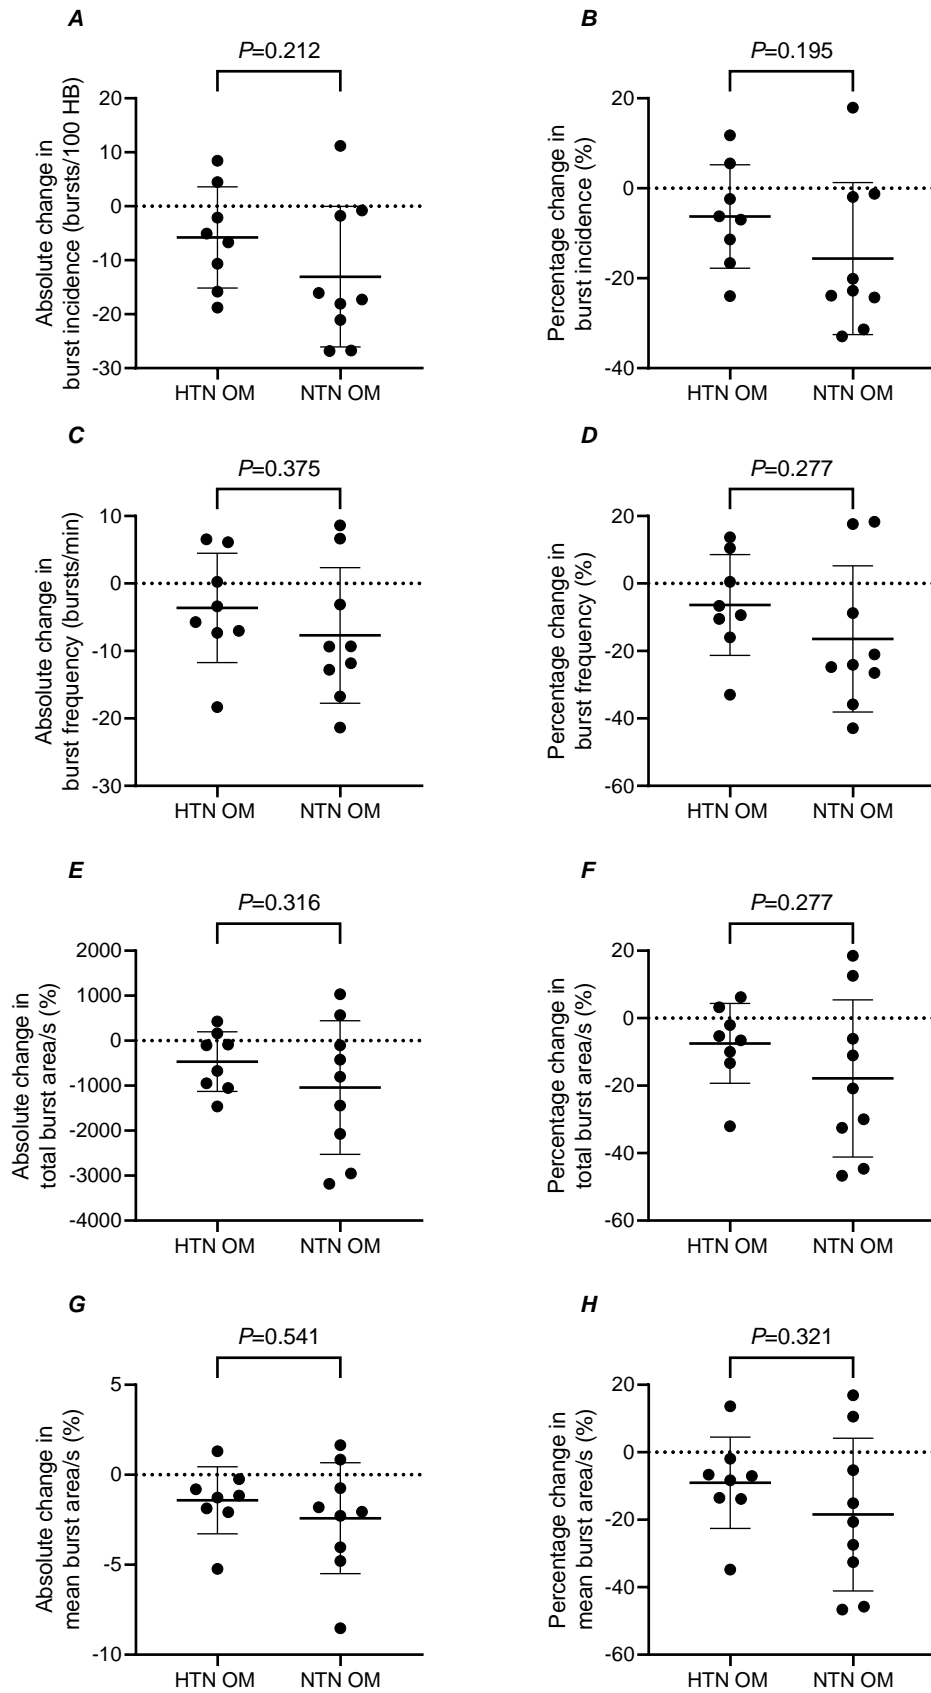 A
P=0.212
Absolute change in
burst incidence (bursts/100 HB)
20
10
0
-10
-20
-30
HTN OM
NTN OM
B
P=0.195
Percentage change in
burst incidence (%)
20
0
-20
-40
HTN OM
NTN OM
C
P=0.375
Absolute change in
burst frequency (bursts/min)
10
0
-10
-20
-30
HTN OM
NTN OM
D
P=0.277
Percentage change in
burst frequency (%)
20
0
-20
-40
-60
HTN OM
NTN OM
E
P=0.316
Absolute change in
total burst area/s (%)
2000
1000
0
-1000
-2000
-3000
-4000
HTN OM
NTN OM
F
P=0.277
Percentage change in
total burst area/s (%)
20
0
-20
-40
-60
HTN OM
NTN OM
G
P=0.541
Absolute change in
mean burst area/s (%)
5
0
-5
-10
HTN OM
NTN OM
H
P=0.321
Percentage change in
mean burst area/s (%)
20
0
-20
-40
-60
HTN OM
NTN OM